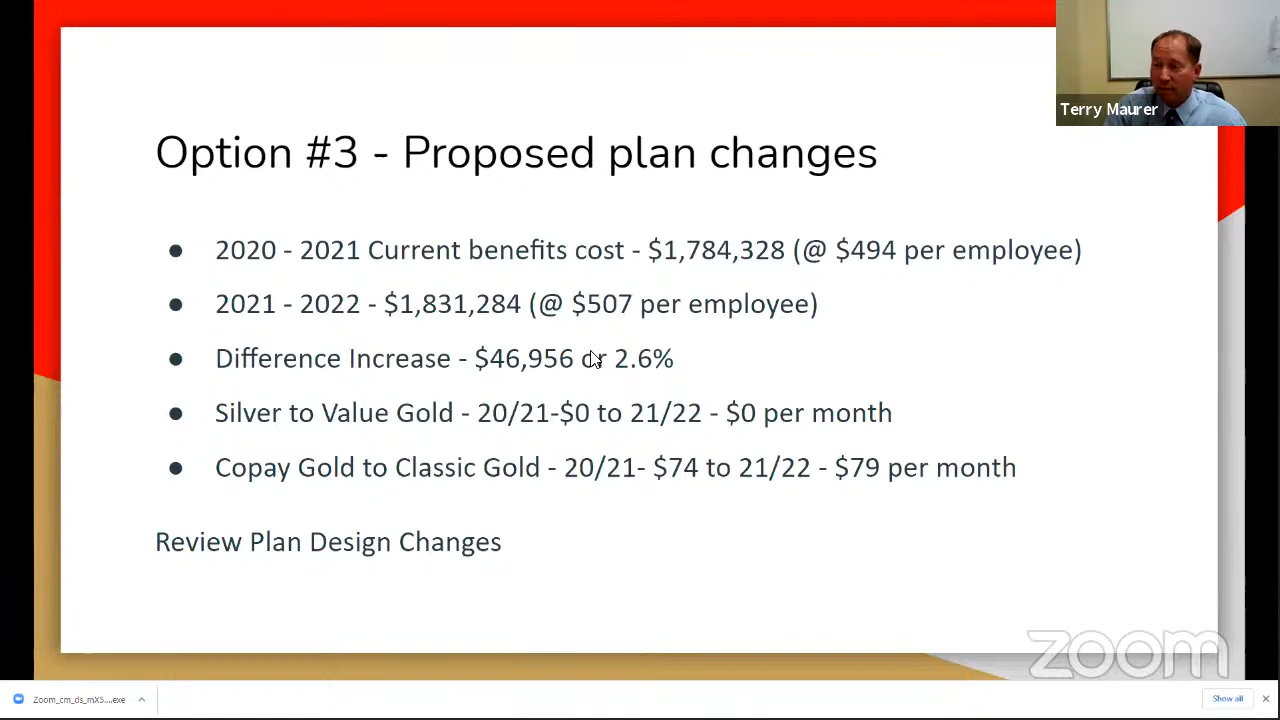 Terry Maurer
Option #3 - Proposed plan changes
● 2020 - 2021 Current benefits cost - $1,784,328 (@ $494 per employee)
● 2021 - 2022 - $1,831,284 (@ $507 per employee)
● Difference Increase - $46,956 or 2.6%
● Silver to Value Gold - 20/21-$0 to 21/22 - $0 per month
● Copay Gold to Classic Gold - 20/21- $74 to 21/22 - $79 per month
Review Plan Design Changes
zoom
Zoom_cm_ds_mX5....exe
Show all